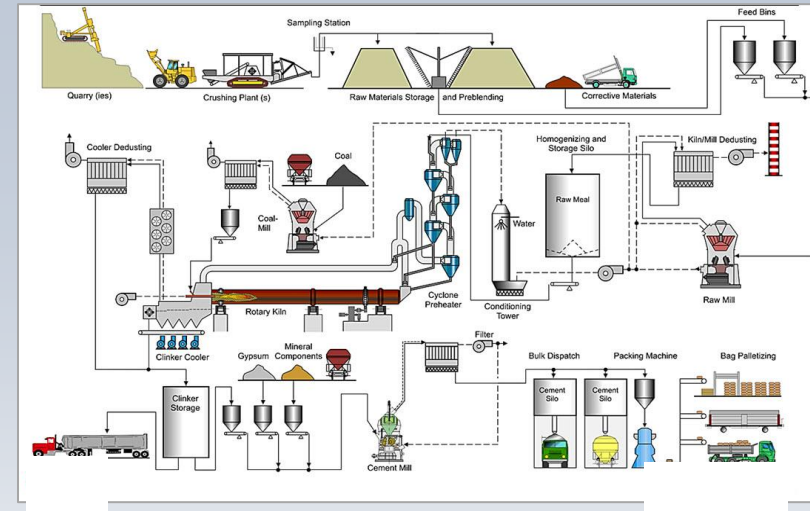 Sampling Station
Feed Bins
Quarry (ies)
Crushing Plant (s)
Raw Materials Storage
and Preblending
Corrective Materials
Cooler Dedusting
Coal
Coal-
Mill
Homogenizing and
Storage Silo
Kiln/Mill Dedusting
Raw Meal
Water
Raw Mill
Rotary Kiln
Cyclone
Preheater
Conditioning
Tower
Clinker Cooler
Gypsum
Mineral
Components
Filter
Clinker
Storage
Cement Mill
Bulk Dispatch
Packing Machine
Bag Palletizing
Cement
Silo
Cement
Silo